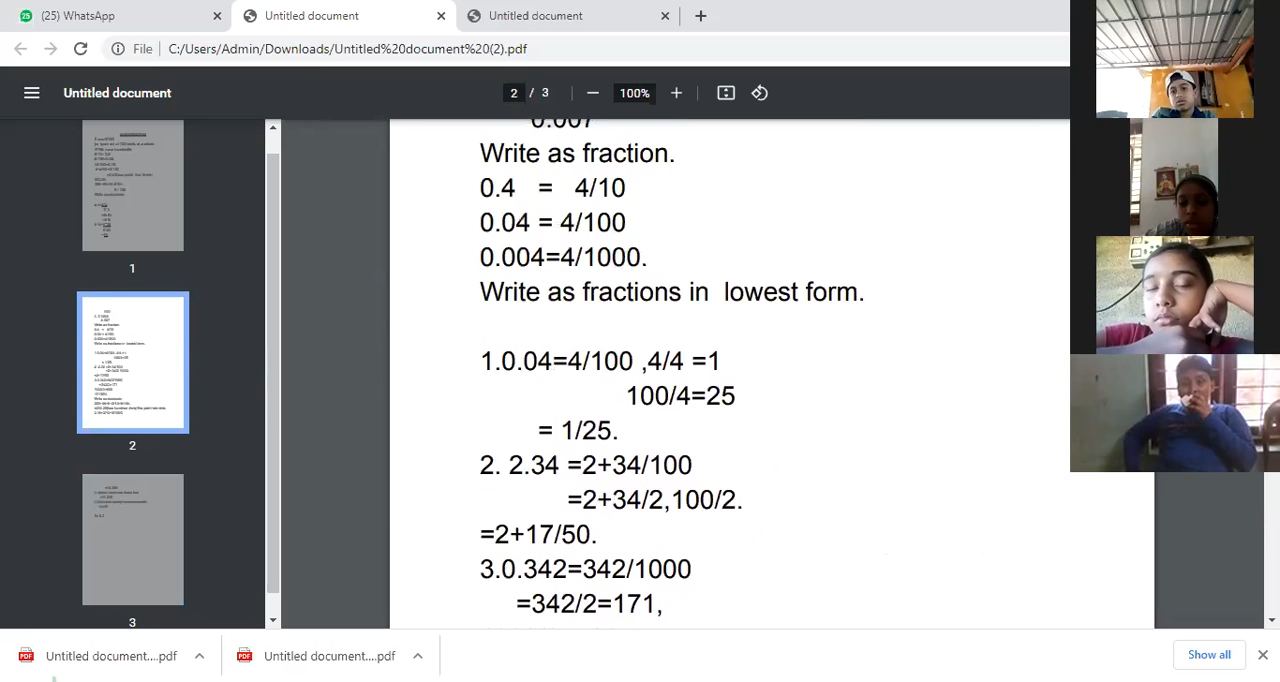 (25) WhatsApp
Untitled document
Untitled document
File
C:/Users/Admin/Downloads/Untitled%20document%20(2).pdf
Untitled document
2 / 3
100%
0.007
Write as fraction.
0.4 = 4/10
0.04 = 4/100
0.004=4/1000.
Write as fractions in lowest form.
1.0.04=4/100 ,4/4 =1
100/4=25
= 1/25.
2. 2.34 =2+34/100
=2+34/2,100/2.
=2+17/50.
3.0.342=342/1000
=342/2=171,
1
2
3
Untitled document....pdf
Untitled document....pdf
Show all